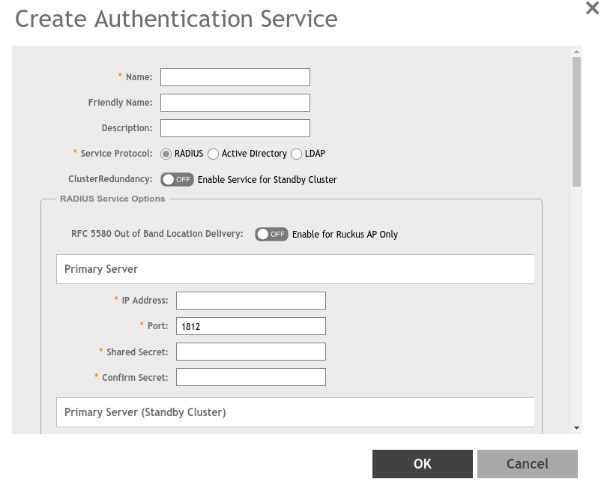 Create Authentication Service
* Name:
Friendly Name:
Description:
* Service Protocol: RADIUS Active Directory LDAP
ClusterRedundancy: OFF Enable Service for Standby Cluster
RADIUS Service Options
RFC 5580 Out of Band Location Delivery: OFF Enable for Ruckus AP Only
Primary Server
* IP Address:
* Port: 1812
* Shared Secret:
* Confirm Secret:
Primary Server (Standby Cluster)
OK Cancel